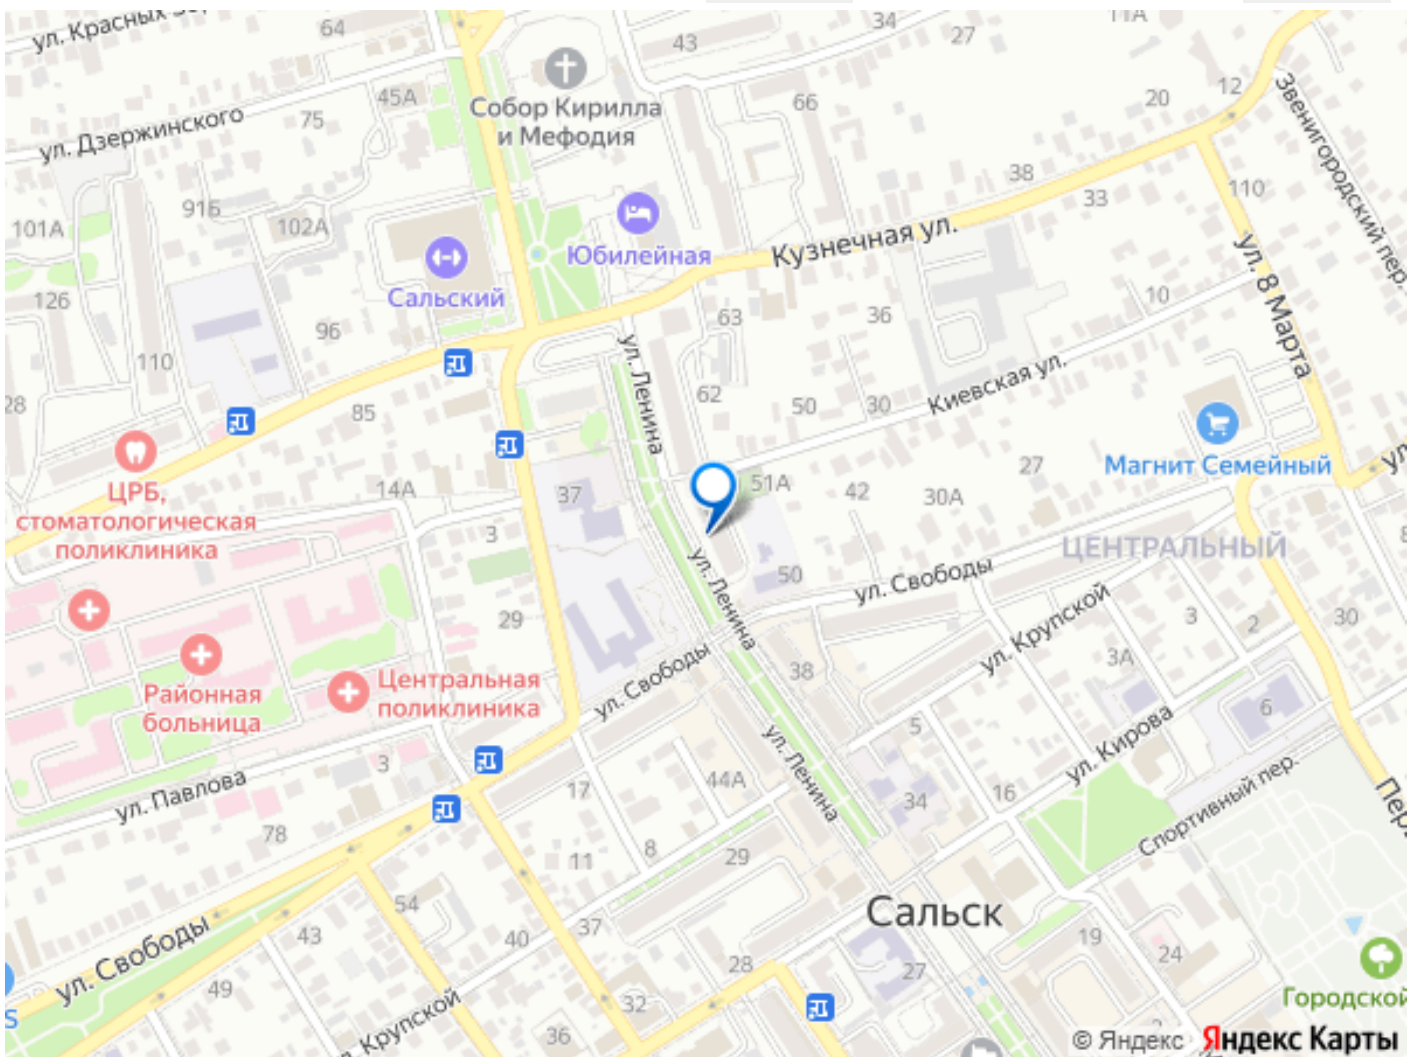 ул. Красных
64
43
34
27
11А
45А
75
ул. Дзержинского
Собор Кирилла
и Мефодия
66
20
12
Звенигородский пер.
101А
91Б
102А
38
33
110
Юбилейная
Кузнечная ул.
ул. 8 Марта
Сальский
126
96
110
63
36
10
ул. Ленина
28
85
62
50
30
Киевская ул.
Магнит Семейный
ЦРБ,
стоматологическая
поликлиника
14А
37
51А
42
30А
27
3
ЦЕНТРАЛЬНЫЙ
ул. Ленина
50
ул. Свободы
29
ул. Крупской
3
2
30
3А
Районная
больница
Центральная
поликлиника
ул. Свободы
38
5
6
ул. Кирова
ул. Павлова
3
17
44А
ул. Ленина
34
16
Спортивный пер.
78
11
8
29
54
37
Сальск
ул. Свободы
43
40
28
27
19
24
49
32
36
Крупской
Городской
© Яндекс Яндекс Карты